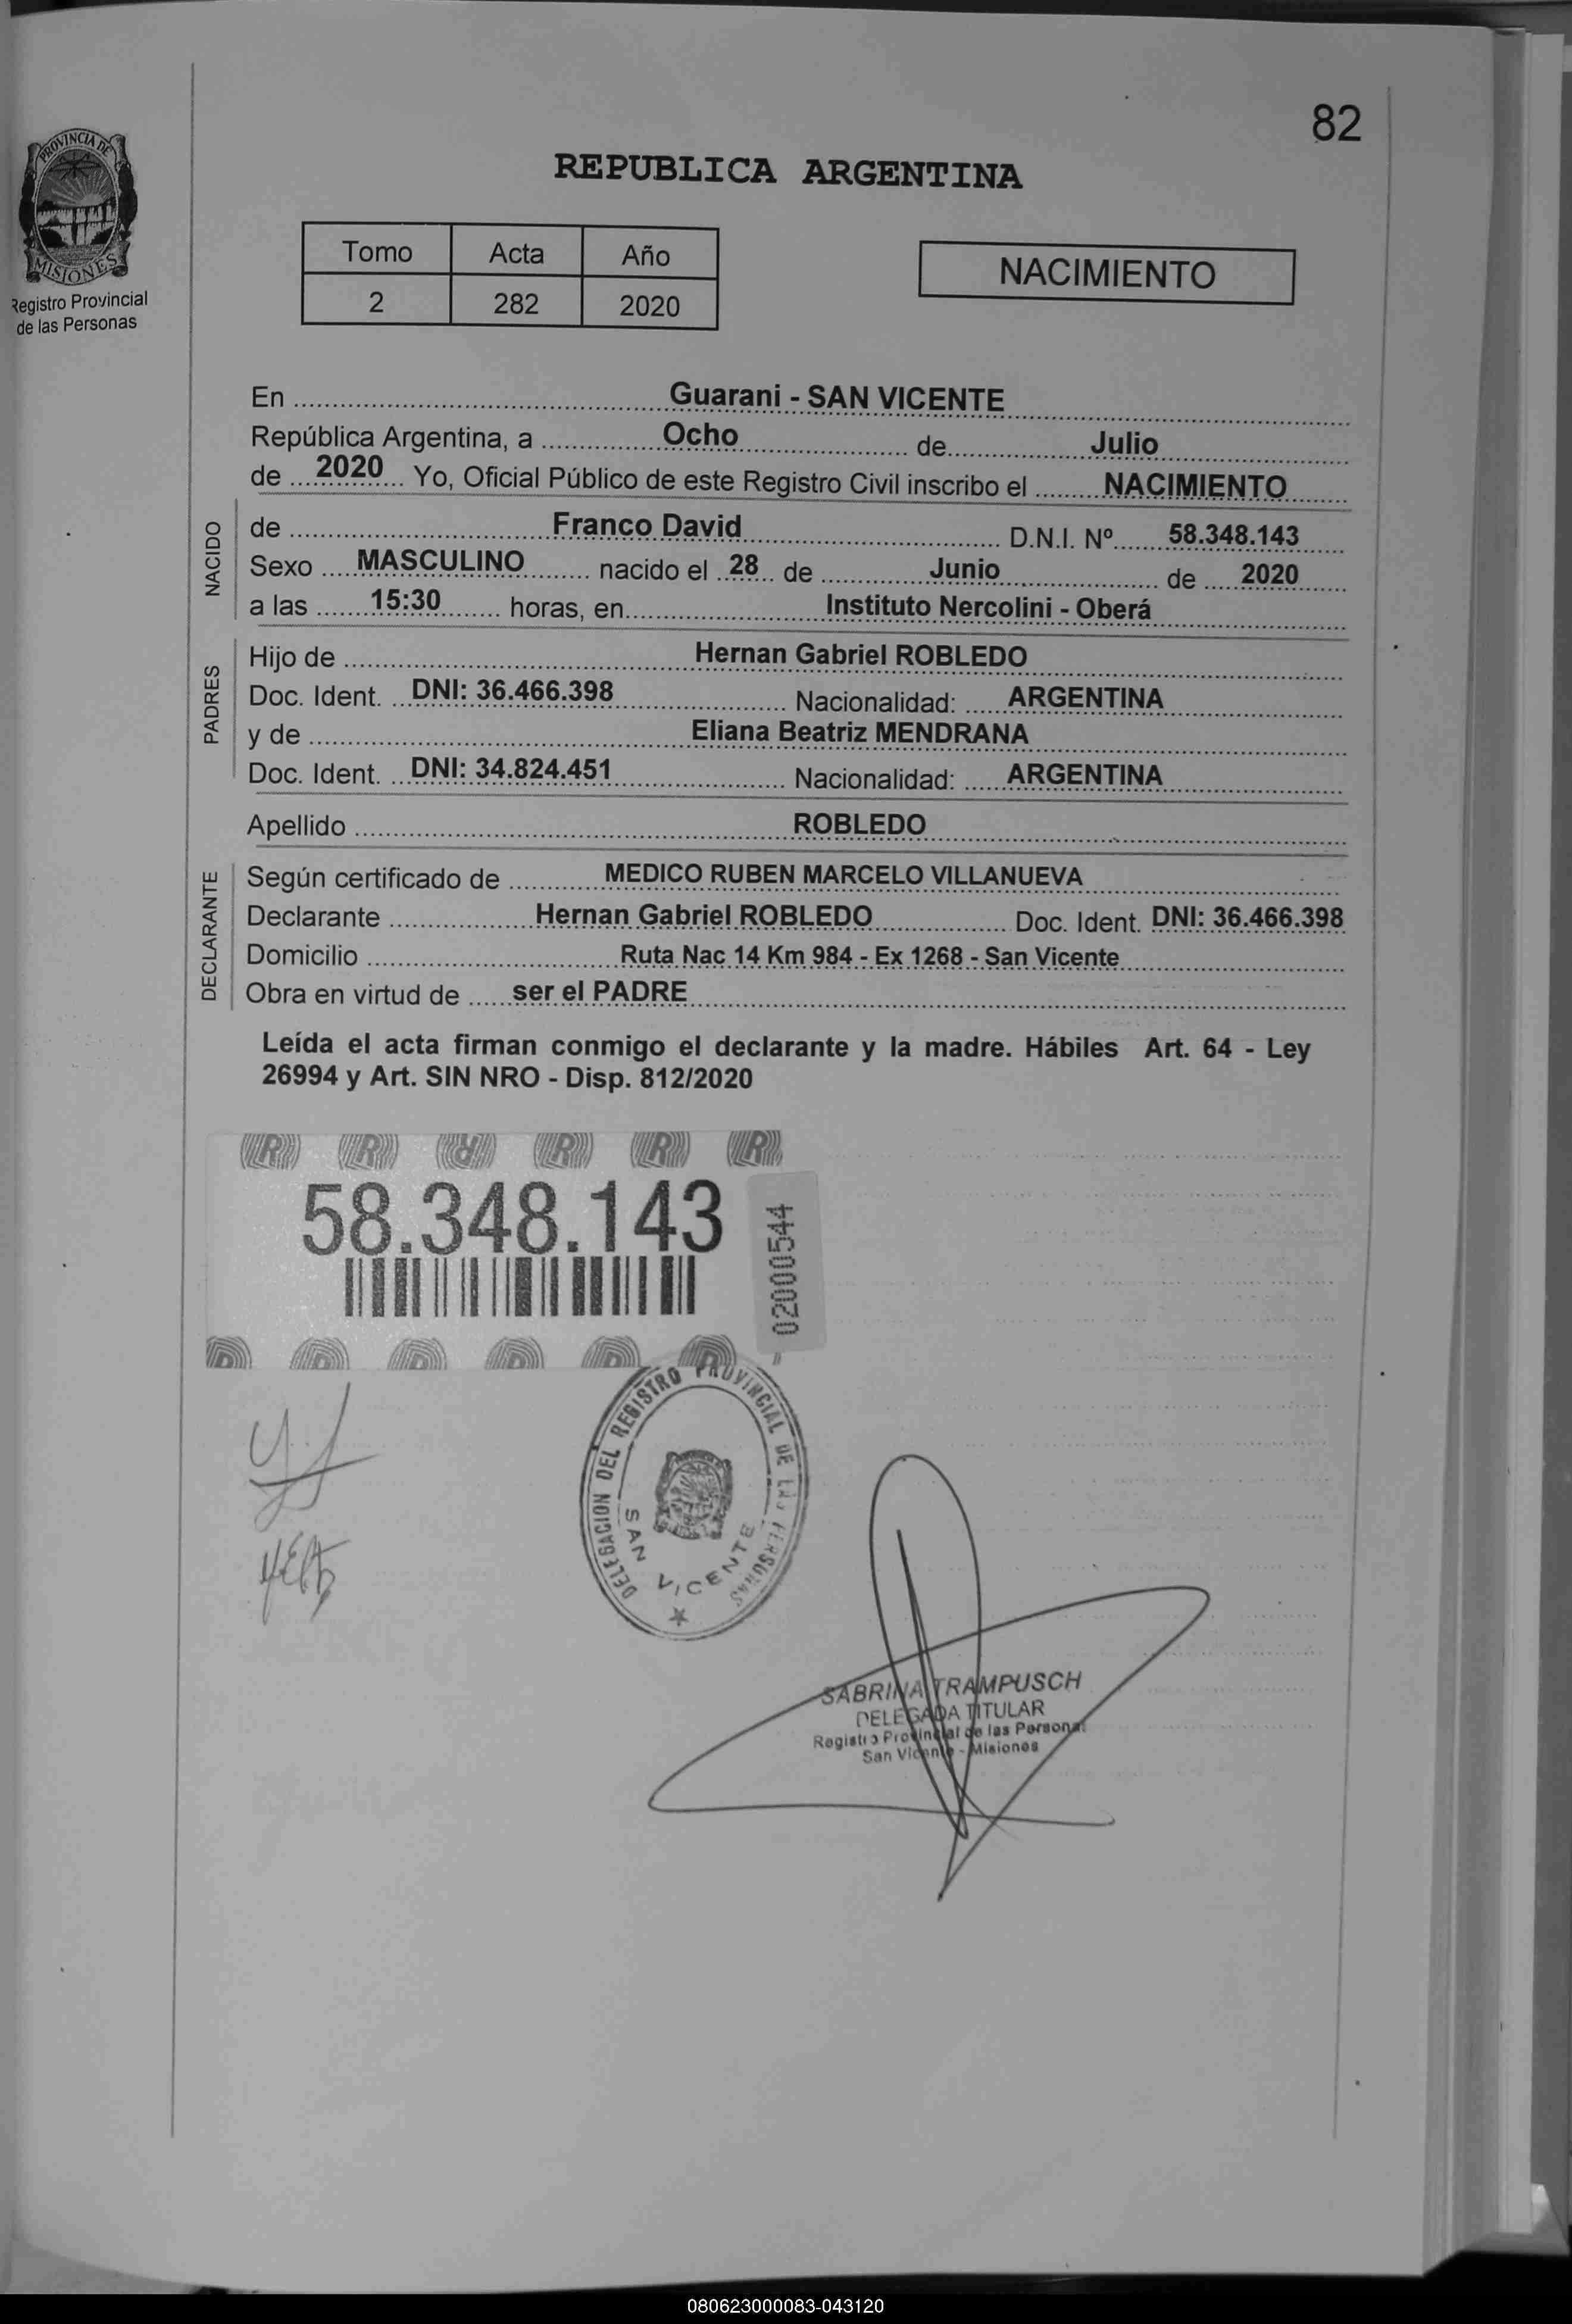 82
PROVINCIA DE
MISIONES
Registro Provincial
de las Personas
REPUBLICA ARGENTINA
Tomo Acta Año
2 282 2020
NACIMIENTO
En Guarani - SAN VICENTE
República Argentina, a Ocho de Julio
de 2020 Yo, Oficial Público de este Registro Civil inscribo el NACIMIENTO
NACIDO
de Franco David D.N.I. Nº 58.348.143
Sexo MASCULINO nacido el 28 de Junio de 2020
a las 15:30 horas, en Instituto Nercolini - Oberá
PADRES
Hijo de Hernan Gabriel ROBLEDO
Doc. Ident. DNI: 36.466.398 Nacionalidad: ARGENTINA
y de Eliana Beatriz MENDRANA
Doc. Ident. DNI: 34.824.451 Nacionalidad: ARGENTINA
Apellido ROBLEDO
DECLARANTE
Según certificado de MEDICO RUBEN MARCELO VILLANUEVA
Declarante Hernan Gabriel ROBLEDO Doc. Ident. DNI: 36.466.398
Domicilio Ruta Nac 14 Km 984 - Ex 1268 - San Vicente
Obra en virtud de ser el PADRE
Leída el acta firman conmigo el declarante y la madre. Hábiles Art. 64 - Ley
26994 y Art. SIN NRO - Disp. 812/2020
58.348.143
02000544
DELEGACION DEL REGISTRO PROVINCIAL DE LAS PERSONAS
SAN VICENTE
SABRINA TRAMPUSCH
DELEGADA TITULAR
Registro Provincial de las Personas
San Vicente - Misiones
080623000083-043120